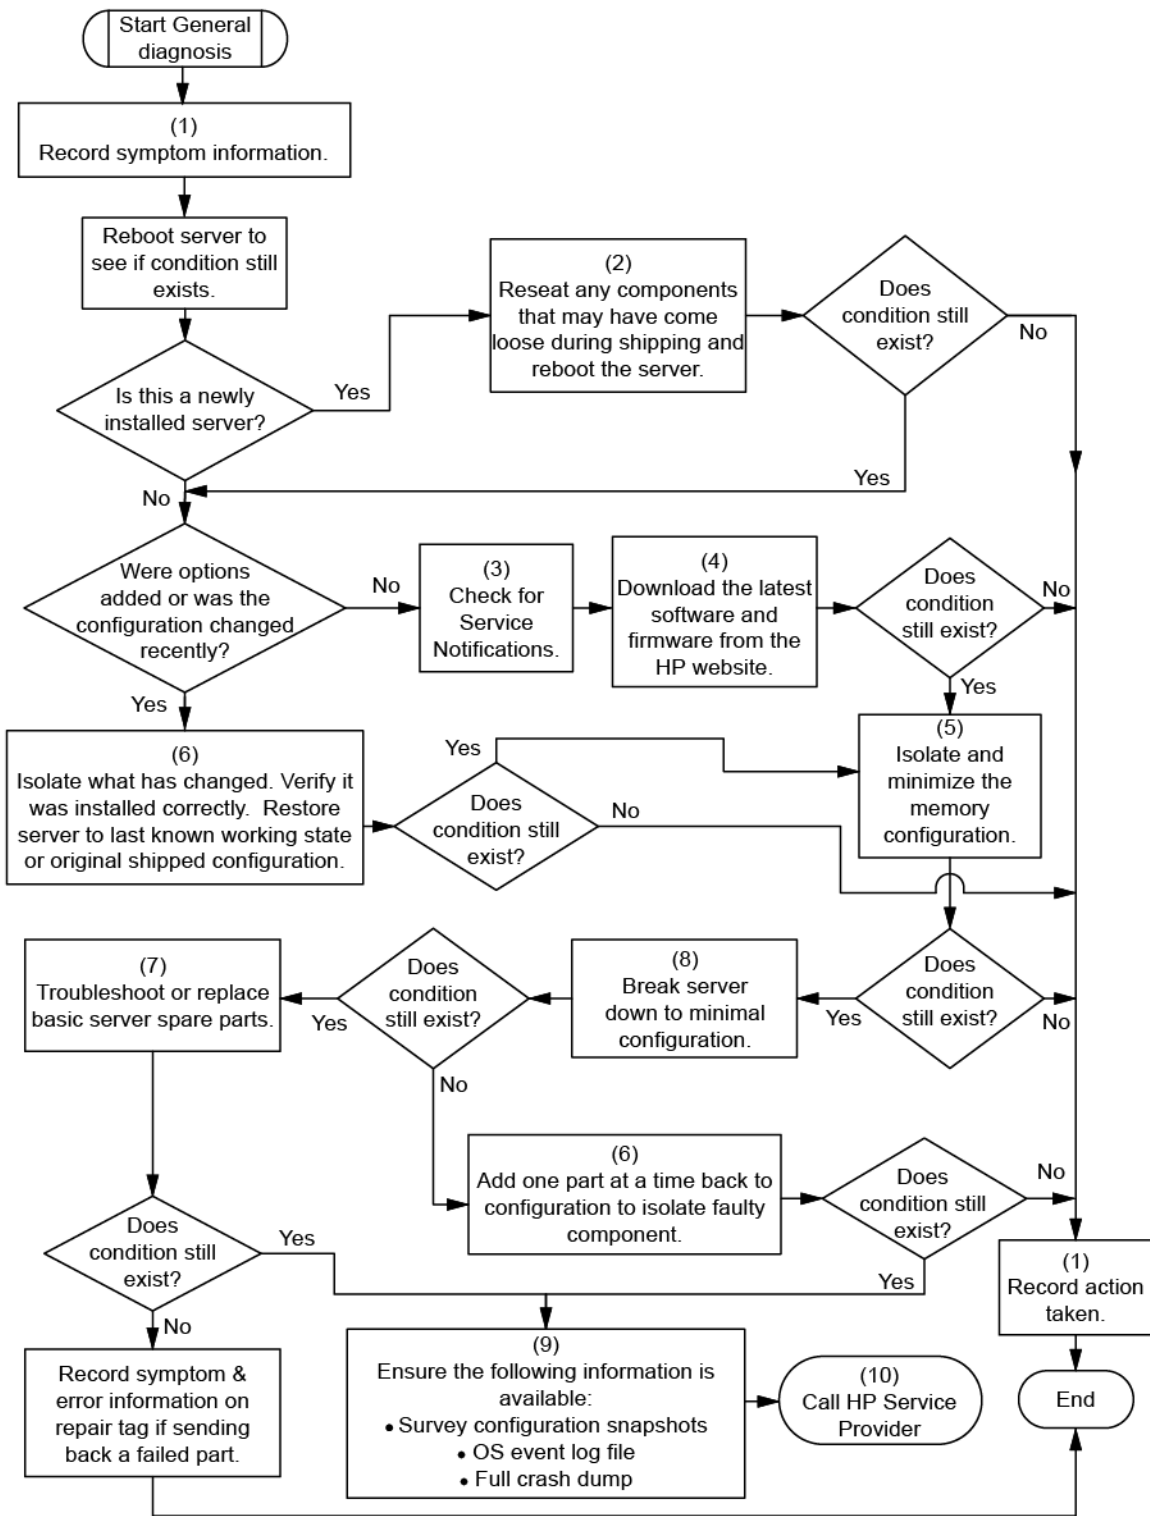 Start General
diagnosis
(1)
Record symptom information.
Reboot server to
see if condition still
exists.
(2)
Reseat any components
that may have come
loose during shipping and
reboot the server.
Does
condition still
exist?
No
Yes
Is this a newly
installed server?
Yes
No
Were options
added or was the
configuration changed
recently?
No
(3)
Check for
Service
Notifications.
(4)
Download the latest
software and
firmware from the
HP website.
Does
condition
still exist?
No
Yes
Yes
(6)
Isolate what has changed. Verify it
was installed correctly. Restore
server to last known working state
or original shipped configuration.
Yes
Does
condition still
exist?
No
(5)
Isolate and
minimize the
memory
configuration.
(7)
Troubleshoot or replace
basic server spare parts.
Does
condition
still exist?
Yes
No
(8)
Break server
down to minimal
configuration.
Does
condition
still exist?
Yes
No
(6)
Add one part at a time back to
configuration to isolate faulty
component.
Does
condition still
exist?
No
Yes
Does
condition still
exist?
Yes
No
(1)
Record action
taken.
Record symptom &
error information on
repair tag if sending
back a failed part.
(9)
Ensure the following information is
available:
• Survey configuration snapshots
• OS event log file
• Full crash dump
(10)
Call HP Service
Provider
End